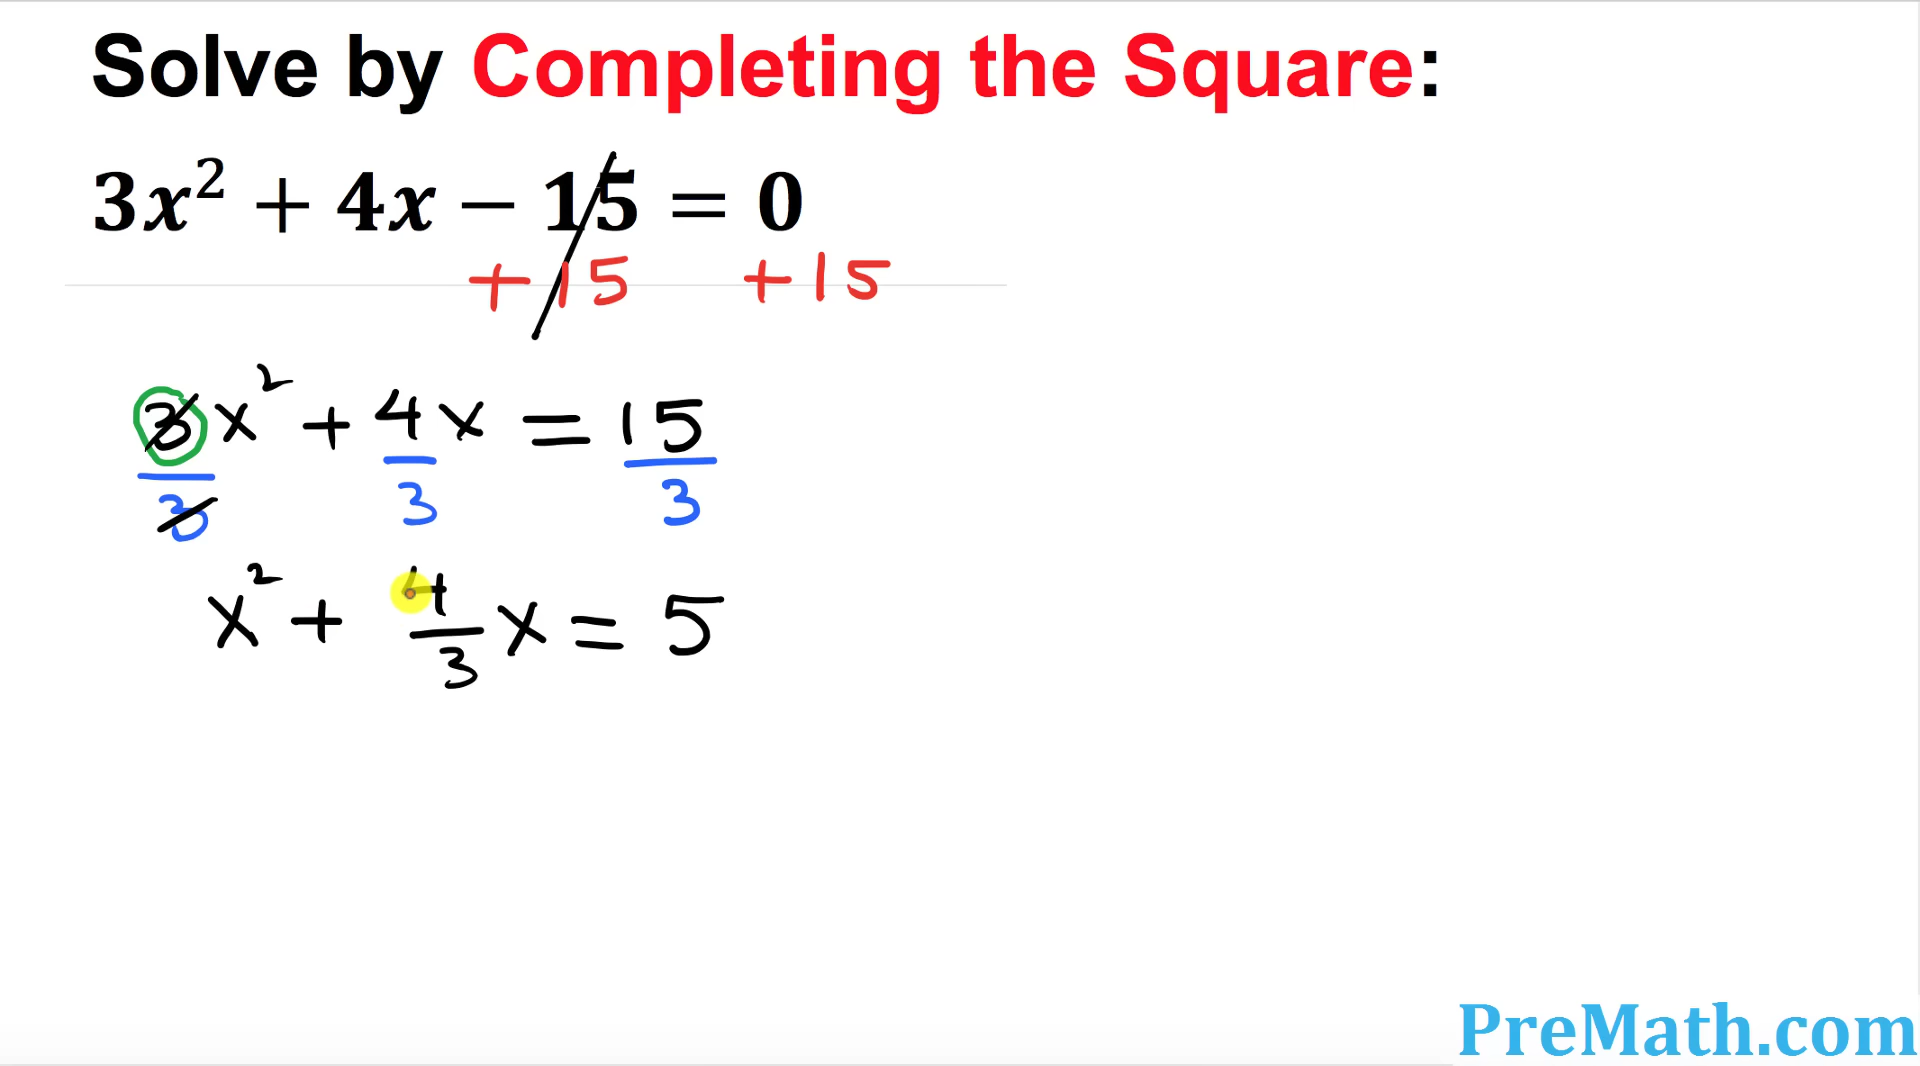 Solve by Completing the Square:
3x² + 4x − 15 = 0
+ 15 + 15
3x² + 4x = 15
3 3 3
x² + 4/3 x = 5
PreMath.com